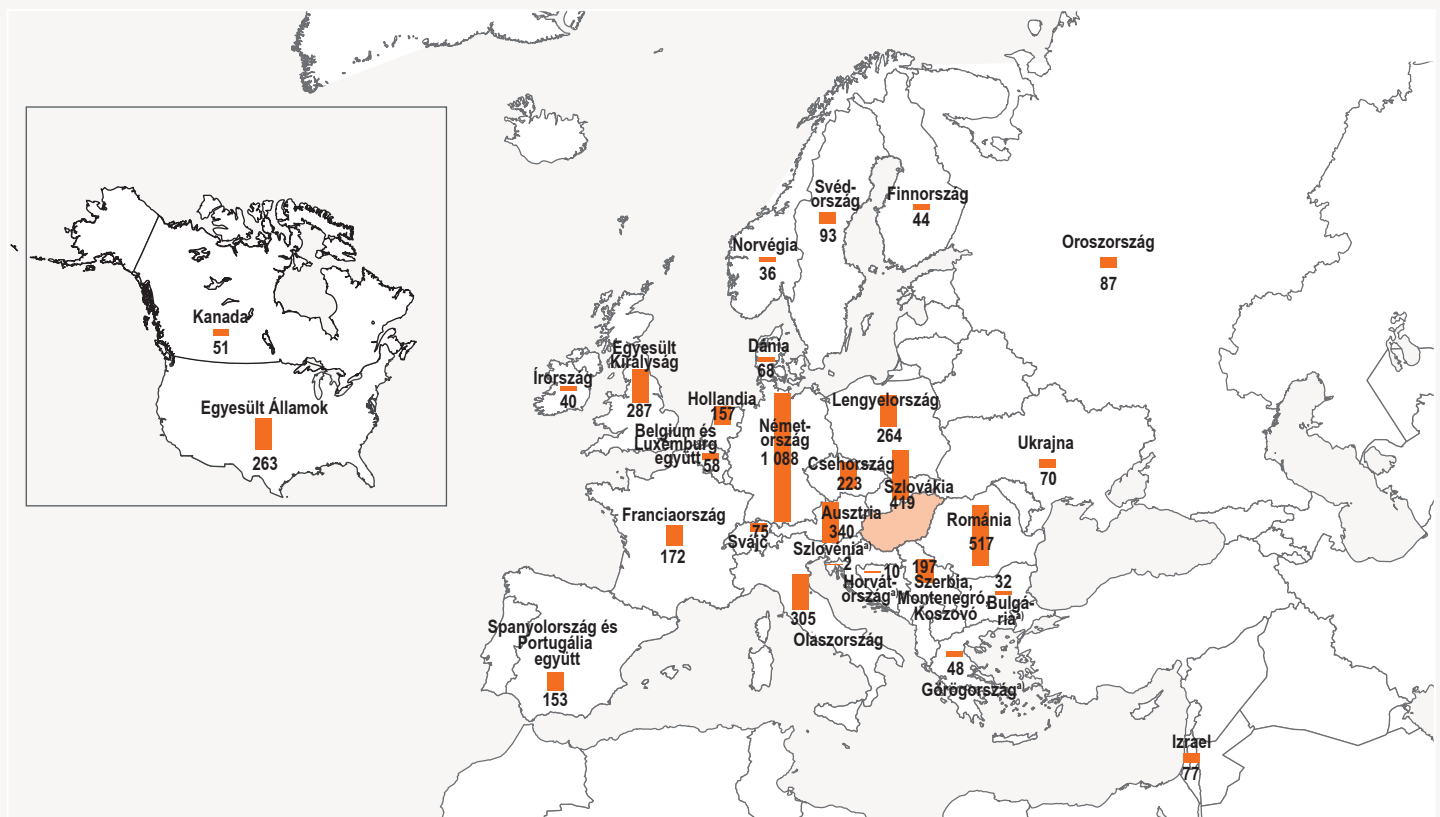 Svéd-
ország
93
Finnország
44
Norvégia
36
Oroszország
87
Kanada
51
Egyesült Államok
263
Egyesült
Királyság
287
Írország
40
Dánia
68
Hollandia
157
Belgium és
Luxemburg
együtt
58
Német-
ország
1 088
Lengyelország
264
Csehország
223
Szlovákia
419
Ukrajna
70
Franciaország
172
75
Svájc
Ausztria
340
Románia
517
Szlovénia a)
2
10
Horvát-
ország a)
197
Szerbia,
Montenegró,
Koszovó
32
Bulgá-
ria a)
305
Olaszország
Spanyolország és
Portugália
együtt
153
48
Görögország a)
Izrael
77